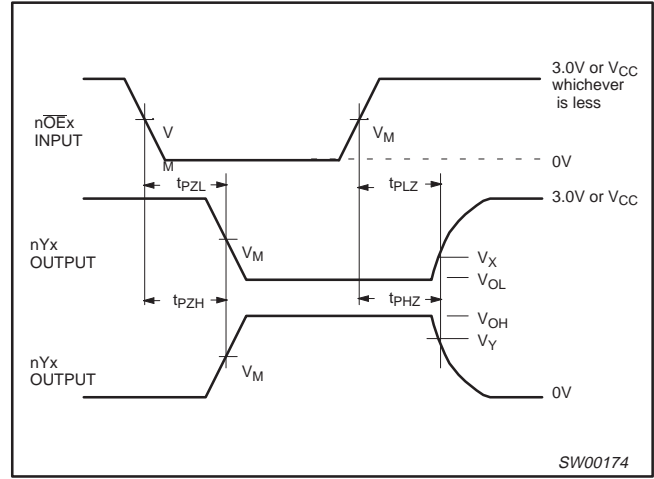 3.0V or VCC
whichever
is less
nOEx
INPUT
VM
VM
0V
tPZL
tPLZ
3.0V or VCC
nYx
OUTPUT
VM
VX
VOL
tPZH
tPHZ
VOH
VY
nYx
OUTPUT
VM
0V
SW00174